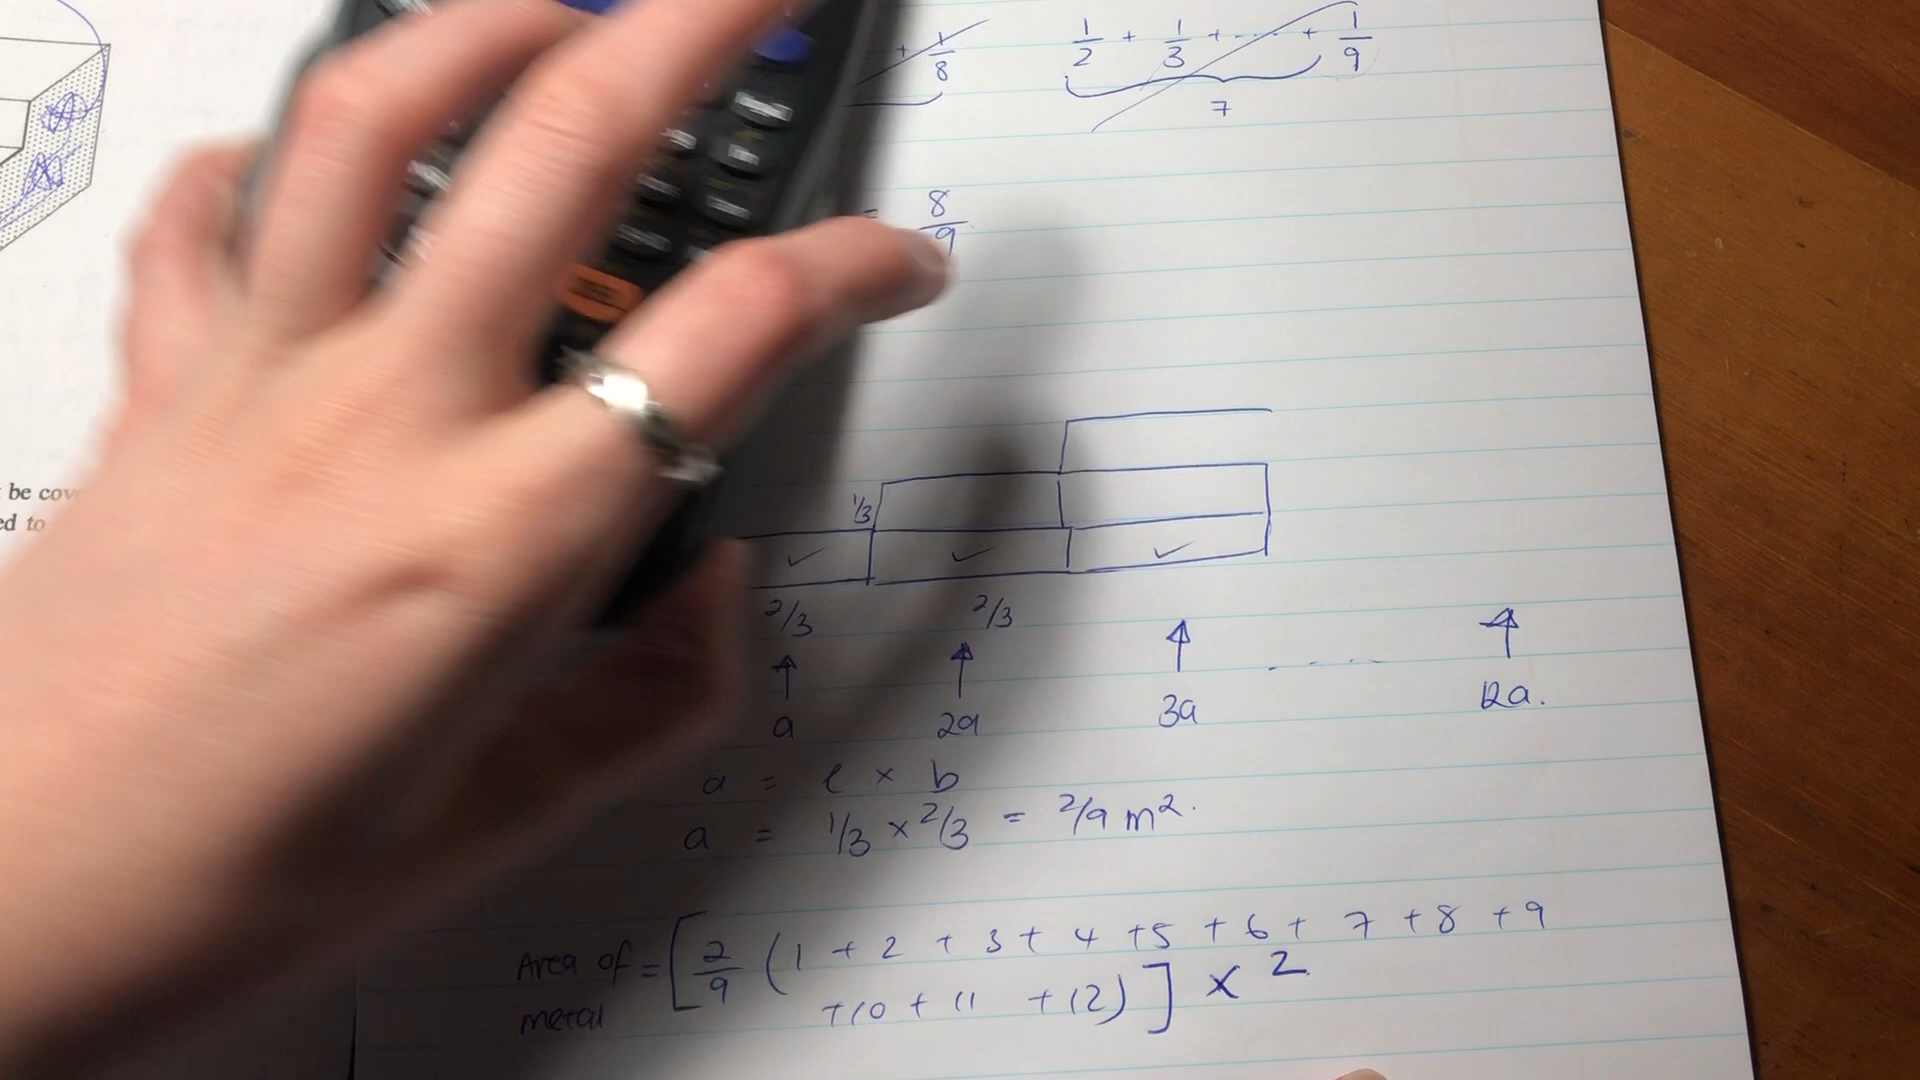 + 1/8
1/2 + 1/3 + ..... + 1/9
7
= 8/9
be
ed to
1/3
✓ ✓ ✓
2/3 2/3
a 2a 3a ..... 12a.
a = l × b
a = 1/3 × 2/3 = 2/9 m².
Area of = [2/9 (1 + 2 + 3 + 4 + 5 + 6 + 7 + 8 + 9
metal +10 + 11 + 12)] × 2